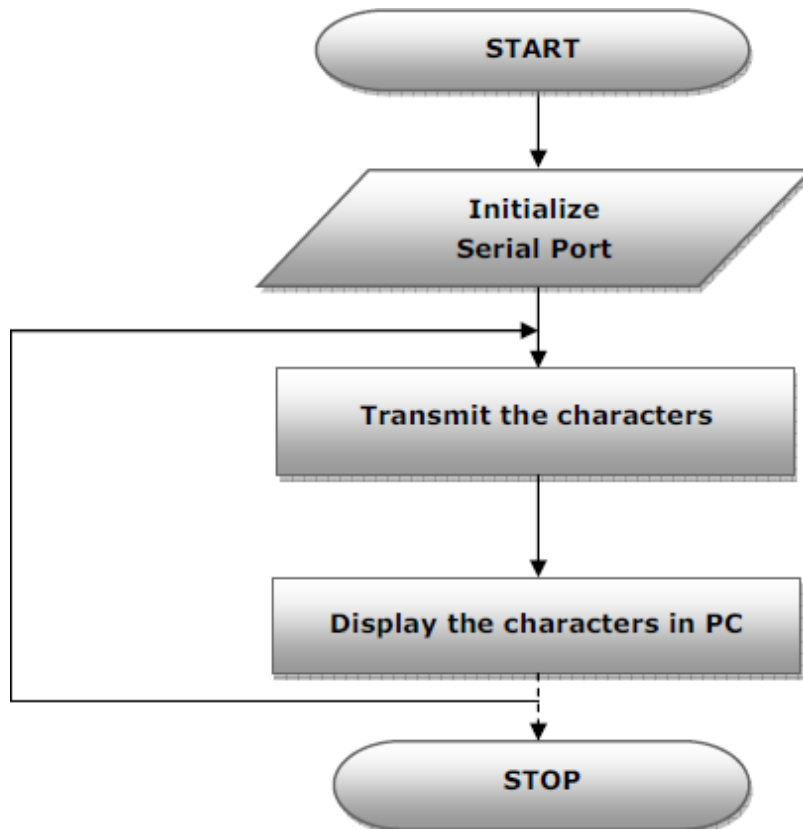 START
Initialize
Serial Port
Transmit the characters
Display the characters in PC
STOP